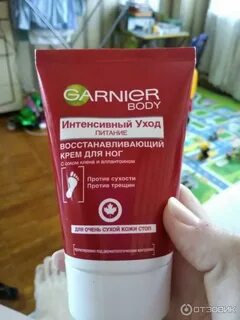 GARNIER
BODY
Интенсивный Уход
ПИТАНИЕ
ВОССТАНАВЛИВАЮЩИЙ
КРЕМ ДЛЯ НОГ
С соком клена и аллантоином
Против сухости
Против трещин
ДЛЯ ОЧЕНЬ СУХОЙ КОЖИ СТОП
ОТЗОВИК